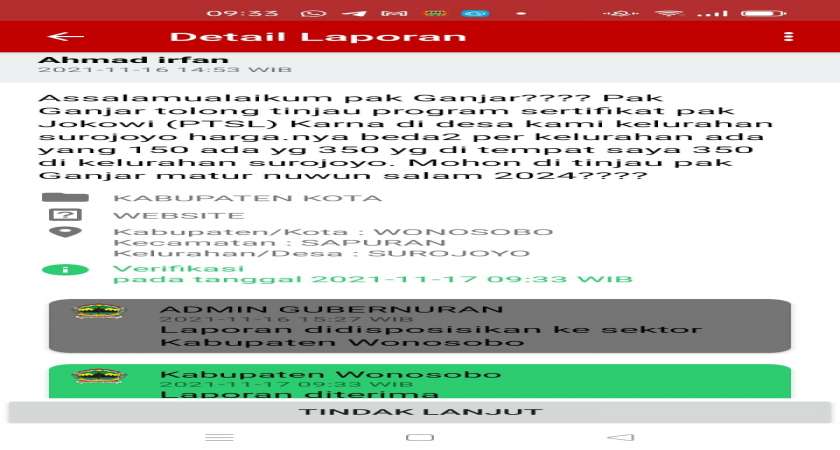 09:33
Detail Laporan
Ahmad irfan
2021-11-16 14:53 WIB
Assalamualaikum pak Ganjar???? Pak
Ganjar tolong tinjau program sertifikat pak
Jokowi (PTSL) Karna di desa kami kelurahan
surojoyo harga.nya beda2 per kelurahan ada
yang 150 ada yg 350 yg di tempat saya 350
di kelurahan surojoyo. Mohon di tinjau pak
Ganjar matur nuwun salam 2024????
KABUPATEN KOTA
WEBSITE
Kabupaten/Kota : WONOSOBO
Kecamatan : SAPURAN
Kelurahan/Desa : SUROJOYO
Verifikasi
pada tanggal 2021-11-17 09:33 WIB
ADMIN GUBERNURAN
2021-11-16 15:27 WIB
Laporan didisposisikan ke sektor
Kabupaten Wonosobo
Kabupaten Wonosobo
2021-11-17 09:33 WIB
Laporan diterima
TINDAK LANJUT